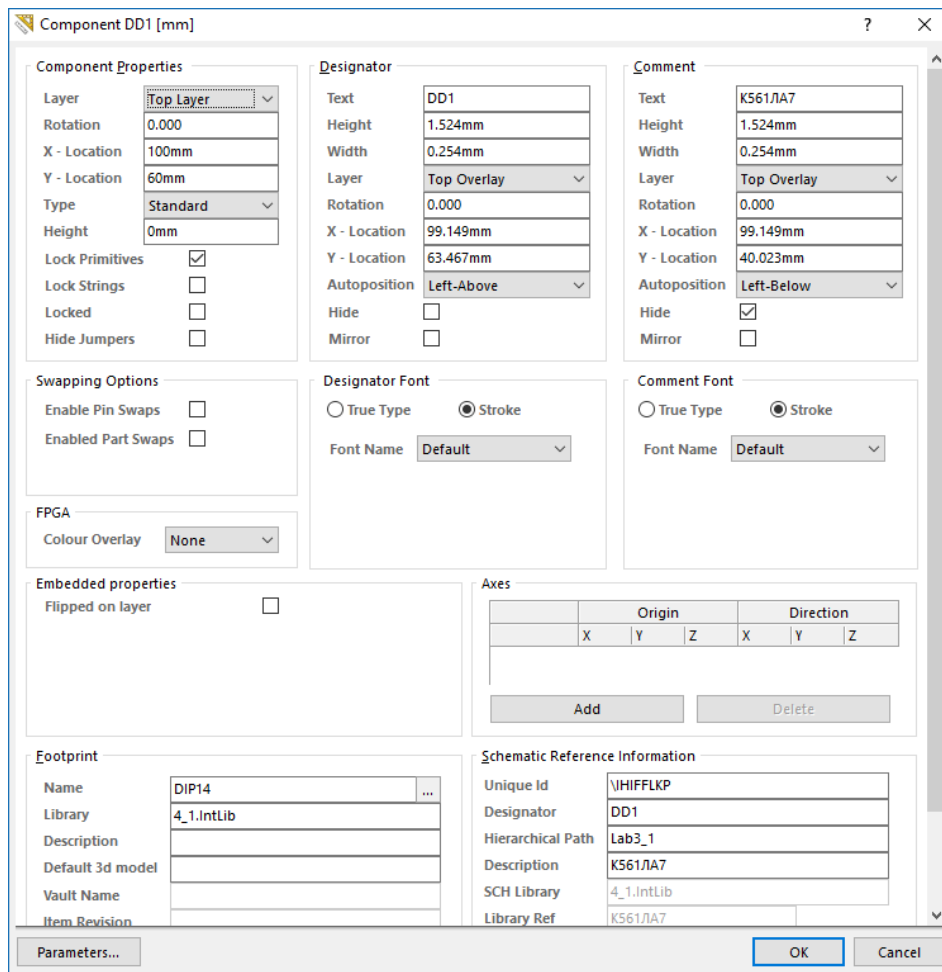 Component DD1 [mm]
?
Component Properties
Layer
Top Layer
Rotation
0.000
X - Location
100mm
Y - Location
60mm
Type
Standard
Height
0mm
Lock Primitives
Lock Strings
Locked
Hide Jumpers
Designator
Text
DD1
Height
1.524mm
Width
0.254mm
Layer
Top Overlay
Rotation
0.000
X - Location
99.149mm
Y - Location
63.467mm
Autoposition
Left-Above
Hide
Mirror
Comment
Text
К561ЛА7
Height
1.524mm
Width
0.254mm
Layer
Top Overlay
Rotation
0.000
X - Location
99.149mm
Y - Location
40.023mm
Autoposition
Left-Below
Hide
Mirror
Swapping Options
Enable Pin Swaps
Enabled Part Swaps
Designator Font
True Type
Stroke
Font Name
Default
Comment Font
True Type
Stroke
Font Name
Default
FPGA
Colour Overlay
None
Embedded properties
Flipped on layer
Axes
Origin Direction
X Y Z X Y Z
Add
Delete
Footprint
Name
DIP14
...
Library
4_1.IntLib
Description
Default 3d model
Vault Name
Item Revision
Schematic Reference Information
Unique Id
\IHIFFLKP
Designator
DD1
Hierarchical Path
Lab3_1
Description
К561ЛА7
SCH Library
4_1.IntLib
Library Ref
К561ЛА7
Parameters...
OK
Cancel